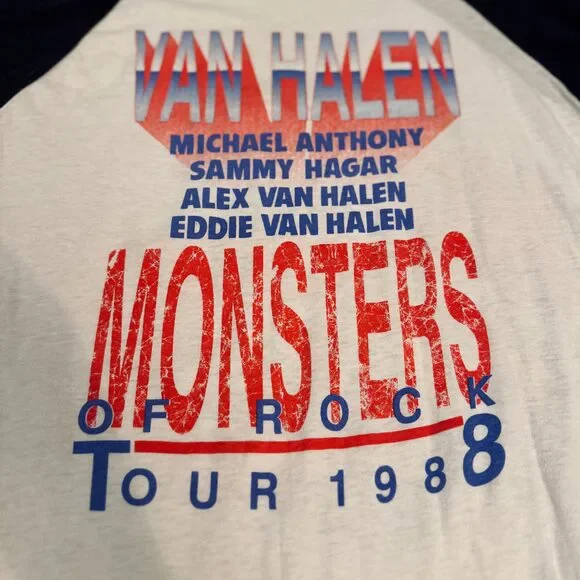 VAN HALEN
MICHAEL ANTHONY
SAMMY HAGAR
ALEX VAN HALEN
EDDIE VAN HALEN
MONSTERS
OF ROCK
TOUR 1988